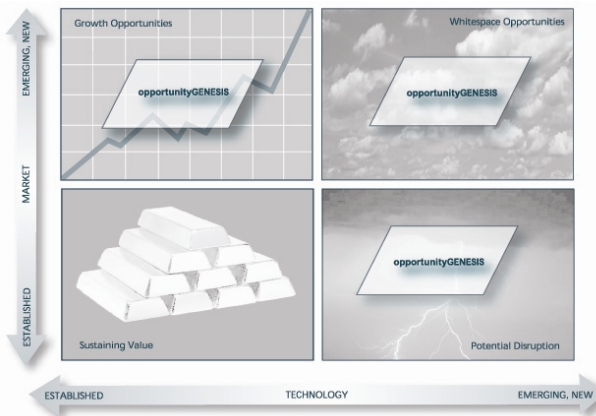 Growth Opportunities
Whitespace Opportunities
opportunityGENESIS
opportunityGENESIS
EMERGING, NEW
MARKET
ESTABLISHED
opportunityGENESIS
Sustaining Value
Potential Disruption
ESTABLISHED
TECHNOLOGY
EMERGING, NEW